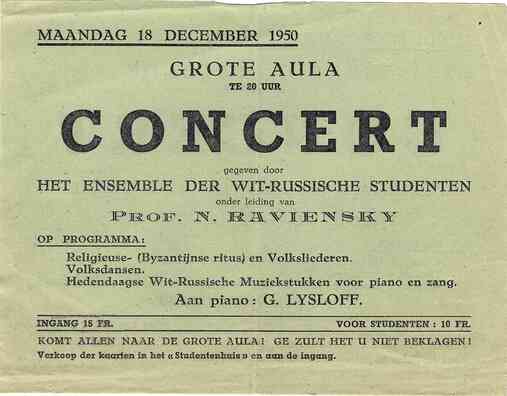 MAANDAG 18 DECEMBER 1950
GROTE AULA
TE 20 UUR
CONCERT
gegeven door
HET ENSEMBLE DER WIT-RUSSISCHE STUDENTEN
onder leiding van
PROF. N. RAVIENSKY
OP PROGRAMMA:
Religieuse- (Byzantijnse ritus) en Volksliederen.
Volksdansen.
Hedendaagse Wit-Russische Muziekstukken voor piano en zang.
Aan piano: G. LYSLOFF.
INGANG 15 FR. VOOR STUDENTEN: 10 FR.
KOMT ALLEN NAAR DE GROTE AULA! GE ZULT HET U NIET BEKLAGEN!
Verkoop der kaarten in het «Studentenhuis» en aan de ingang.